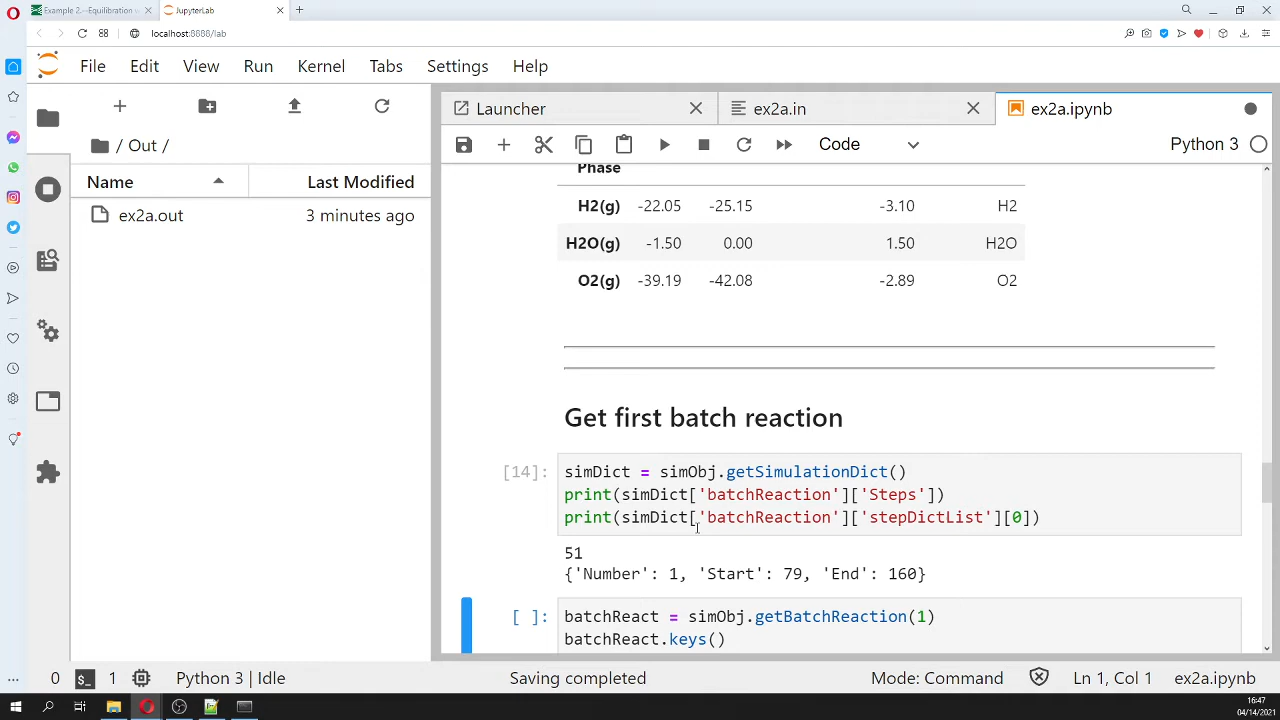 Example 2.--Equilibration w
JupyterLab
localhost:8888/lab
File Edit View Run Kernel Tabs Settings Help
/ Out /
Name Last Modified
ex2a.out 3 minutes ago
Launcher
ex2a.in
ex2a.ipynb
Code
Python 3
Phase
H2(g) -22.05 -25.15 -3.10 H2
H2O(g) -1.50 0.00 1.50 H2O
O2(g) -39.19 -42.08 -2.89 O2
Get first batch reaction
[14]:
simDict = simObj.getSimulationDict()
print(simDict['batchReaction']['Steps'])
print(simDict['batchReaction']['stepDictList'][0])
51
{'Number': 1, 'Start': 79, 'End': 160}
[ ]:
batchReact = simObj.getBatchReaction(1)
batchReact.keys()
0 1 Python 3 | Idle Saving completed Mode: Command Ln 1, Col 1 ex2a.ipynb
16:47
04/14/2021